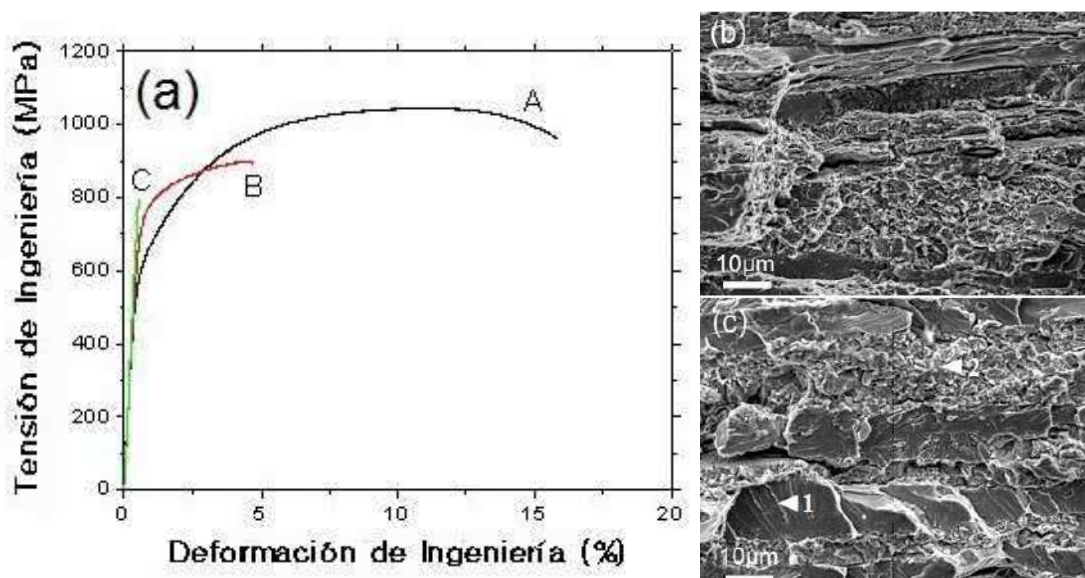 (a)
Tensión de Ingeniería (MPa)
1200
1000
800
600
400
200
0
A
B
C
0
5
10
15
20
Deformación de Ingeniería (%)
(b)
10µm
(c)
2
1
10µm